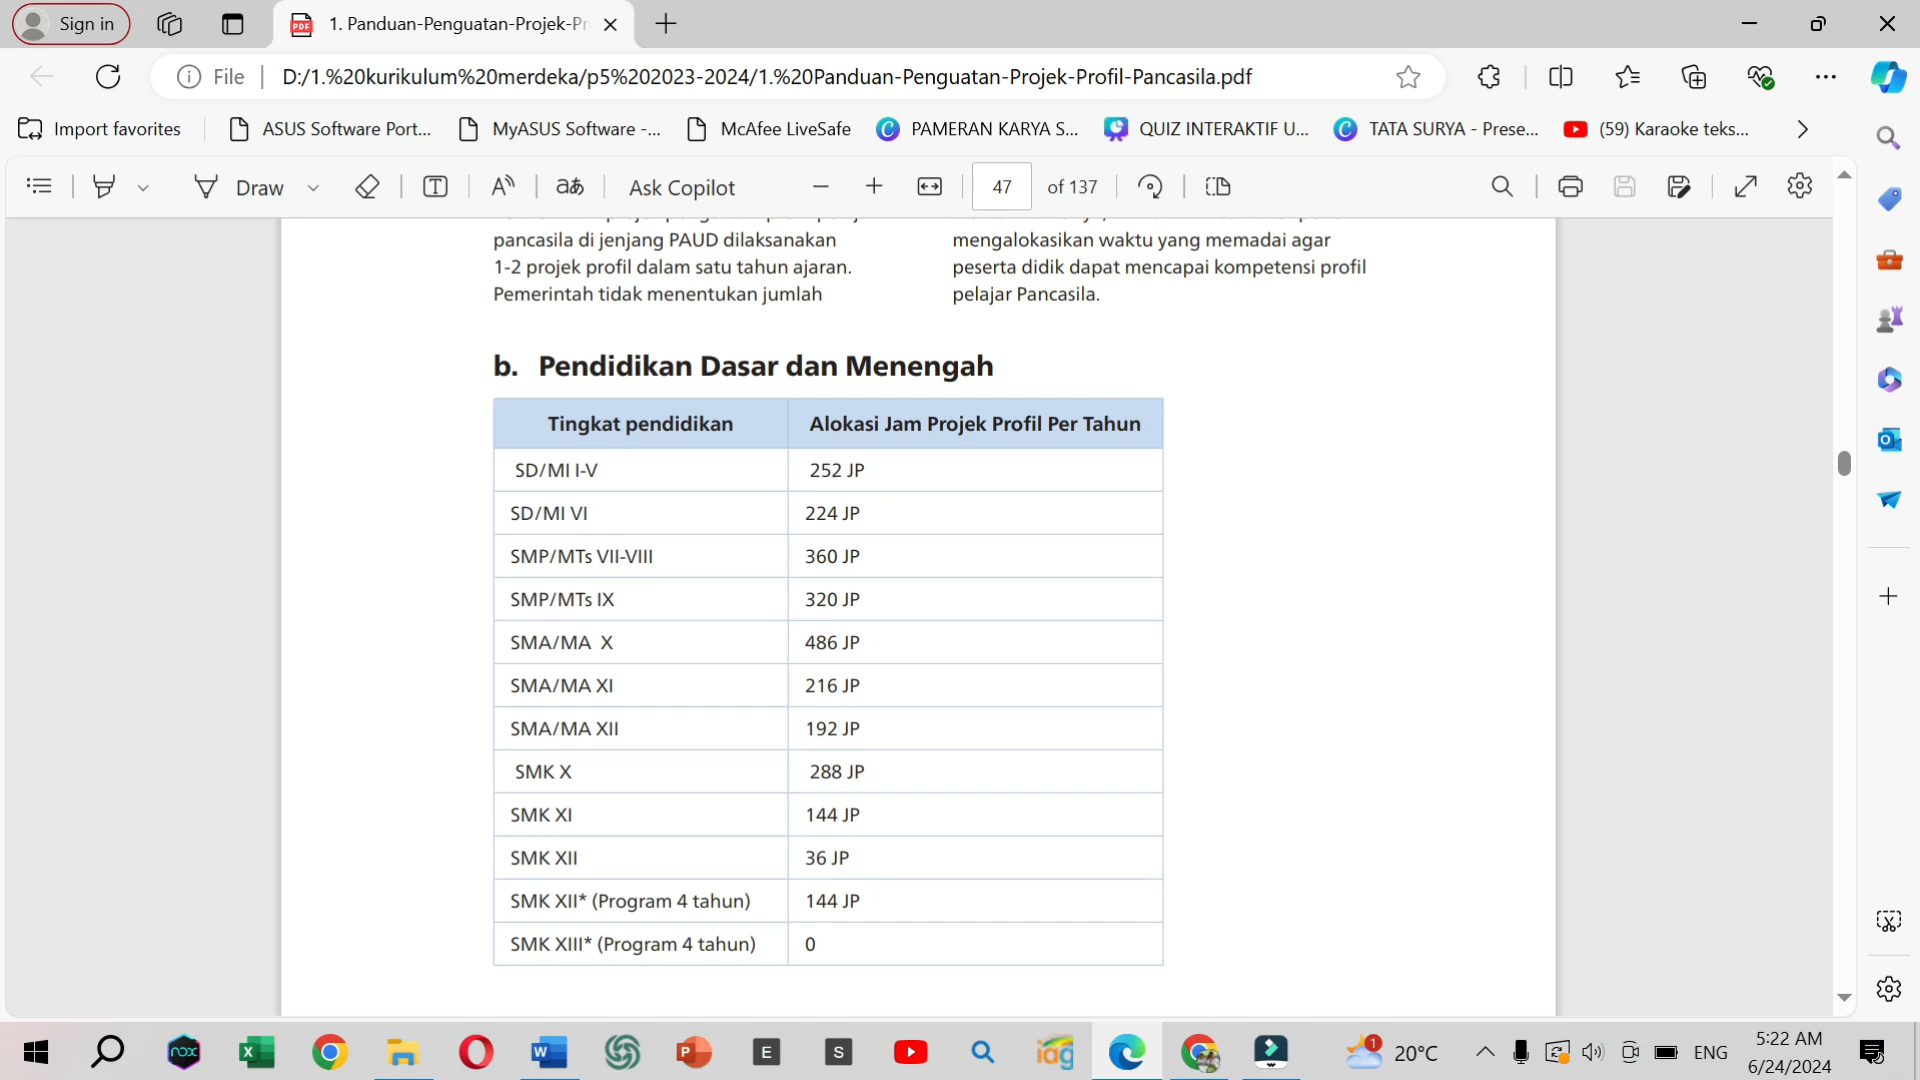 Sign in
1. Panduan-Penguatan-Projek-Pr
File
D:/1.%20kurikulum%20merdeka/p5%202023-2024/1.%20Panduan-Penguatan-Projek-Profil-Pancasila.pdf
Import favorites
ASUS Software Port...
MyASUS Software -...
McAfee LiveSafe
PAMERAN KARYA S...
QUIZ INTERAKTIF U...
TATA SURYA - Prese...
(59) Karaoke teks...
Draw
Ask Copilot
47 of 137
pancasila di jenjang PAUD dilaksanakan
1-2 projek profil dalam satu tahun ajaran.
Pemerintah tidak menentukan jumlah
mengalokasikan waktu yang memadai agar
peserta didik dapat mencapai kompetensi profil
pelajar Pancasila.
b. Pendidikan Dasar dan Menengah
Tingkat pendidikan Alokasi Jam Projek Profil Per Tahun
SD/MI I-V 252 JP
SD/MI VI 224 JP
SMP/MTs VII-VIII 360 JP
SMP/MTs IX 320 JP
SMA/MA X 486 JP
SMA/MA XI 216 JP
SMA/MA XII 192 JP
SMK X 288 JP
SMK XI 144 JP
SMK XII 36 JP
SMK XII* (Program 4 tahun) 144 JP
SMK XIII* (Program 4 tahun) 0
20°C
ENG
5:22 AM
6/24/2024